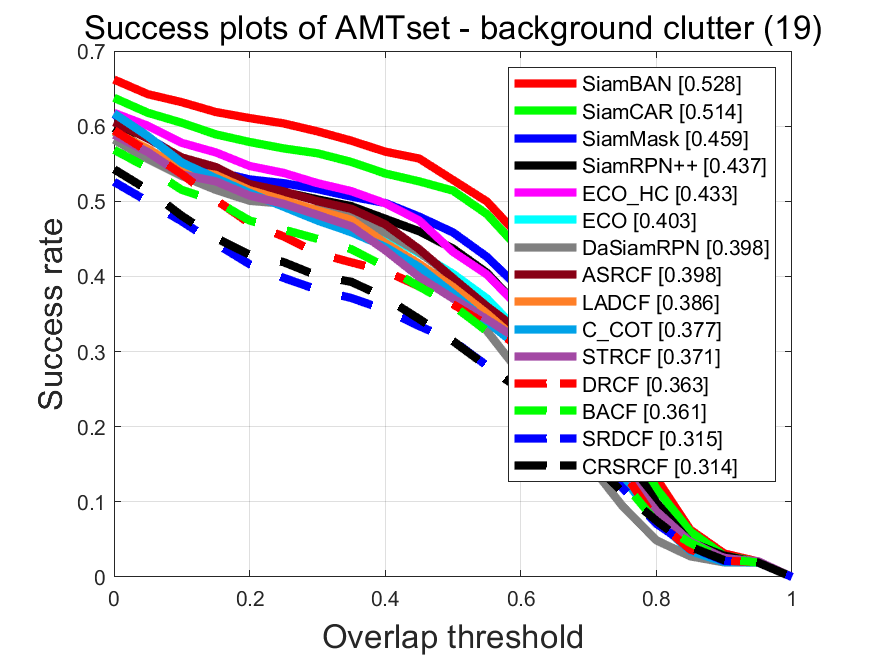 Success plots of AMTset - background clutter (19)
0.7
0.6
0.5
0.4
0.3
0.2
0.1
0
Success rate
SiamBAN [0.528]
SiamCAR [0.514]
SiamMask [0.459]
SiamRPN++ [0.437]
ECO_HC [0.433]
ECO [0.403]
DaSiamRPN [0.398]
ASRCF [0.398]
LADCF [0.386]
C_COT [0.377]
STRCF [0.371]
DRCF [0.363]
BACF [0.361]
SRDCF [0.315]
CRSRCF [0.314]
0 0.2 0.4 0.6 0.8 1
Overlap threshold